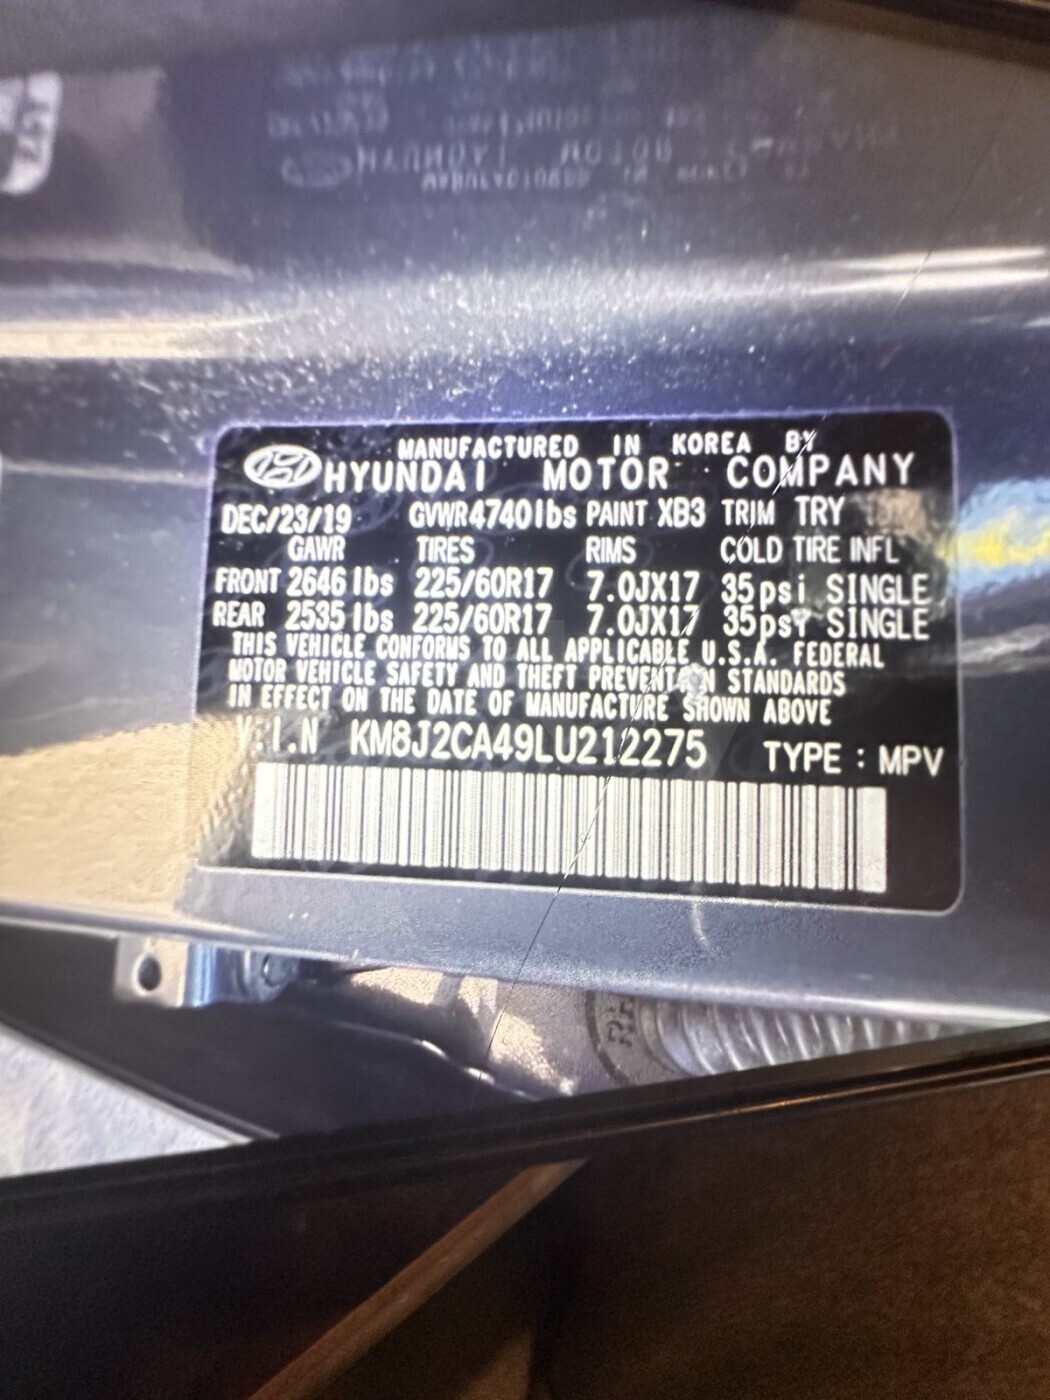 MANUFACTURED IN KOREA BY
HYUNDAI MOTOR COMPANY
DEC/23/19 GVWR4740lbs PAINT XB3 TRIM TRY
GAWR TIRES RIMS COLD TIRE INFL
FRONT 2646 lbs 225/60R17 7.0JX17 35psi SINGLE
REAR 2535 lbs 225/60R17 7.0JX17 35psi SINGLE
THIS VEHICLE CONFORMS TO ALL APPLICABLE U.S.A. FEDERAL
MOTOR VEHICLE SAFETY AND THEFT PREVENTION STANDARDS
IN EFFECT ON THE DATE OF MANUFACTURE SHOWN ABOVE
V.I.N KM8J2CA49LU212275 TYPE : MPV